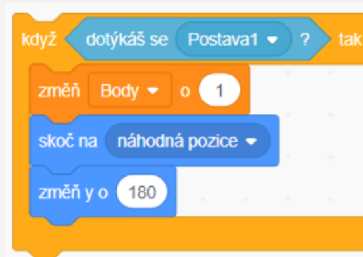 když dotýkáš se Postava1 ? tak
změň Body o 1
skoč na náhodná pozice
změň y o 180